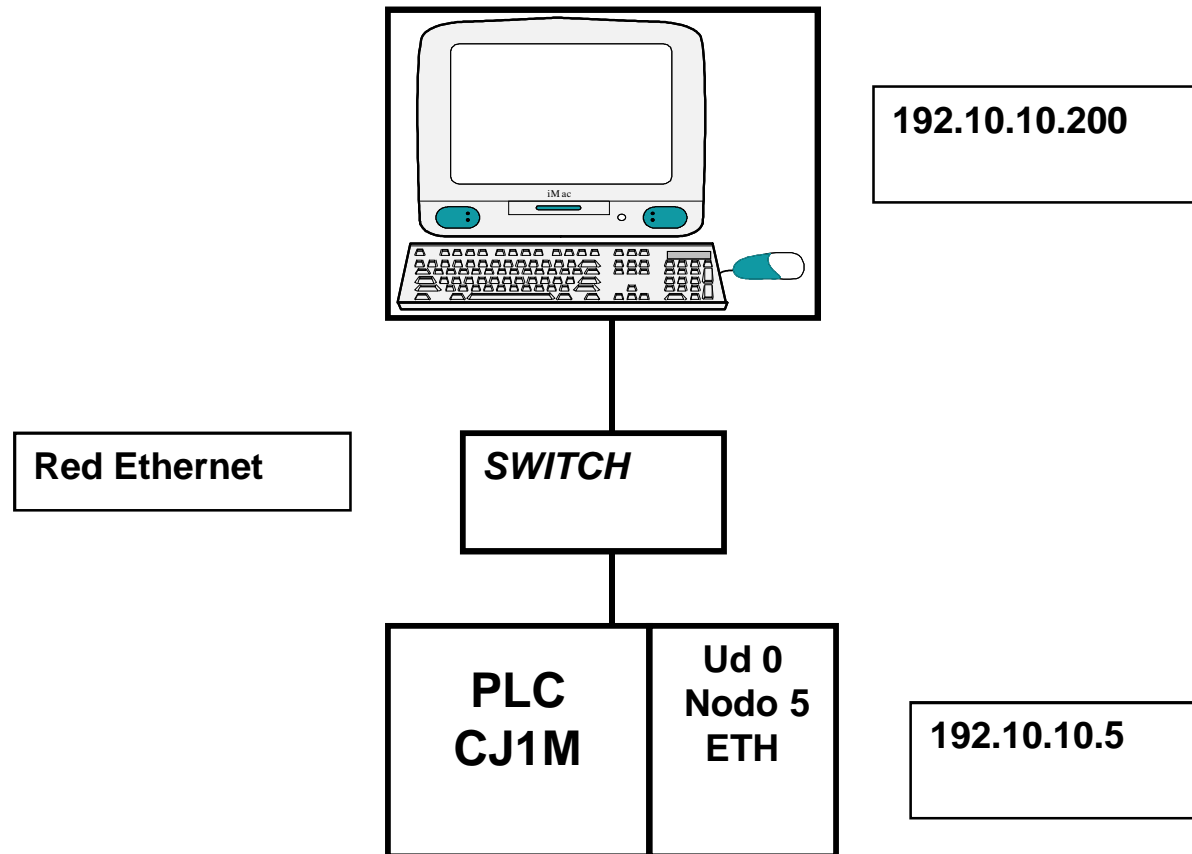 192.10.10.200
iMac
Red Ethernet
SWITCH
PLC
CJ1M
Ud 0
Nodo 5
ETH
192.10.10.5